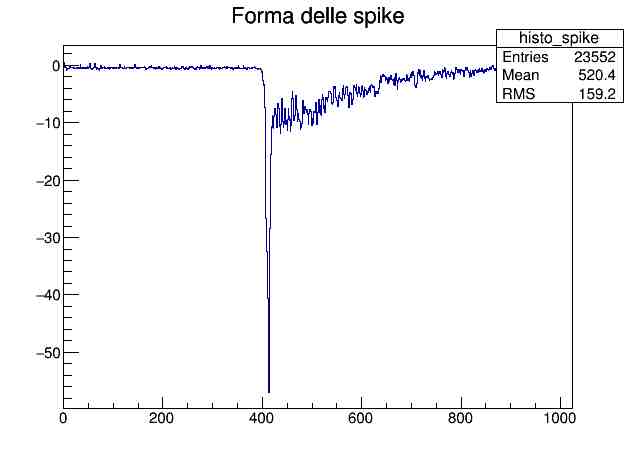 Forma delle spike
histo_spike
Entries 23552
Mean 520.4
RMS 159.2
0
−10
−20
−30
−40
−50
0 200 400 600 800 1000